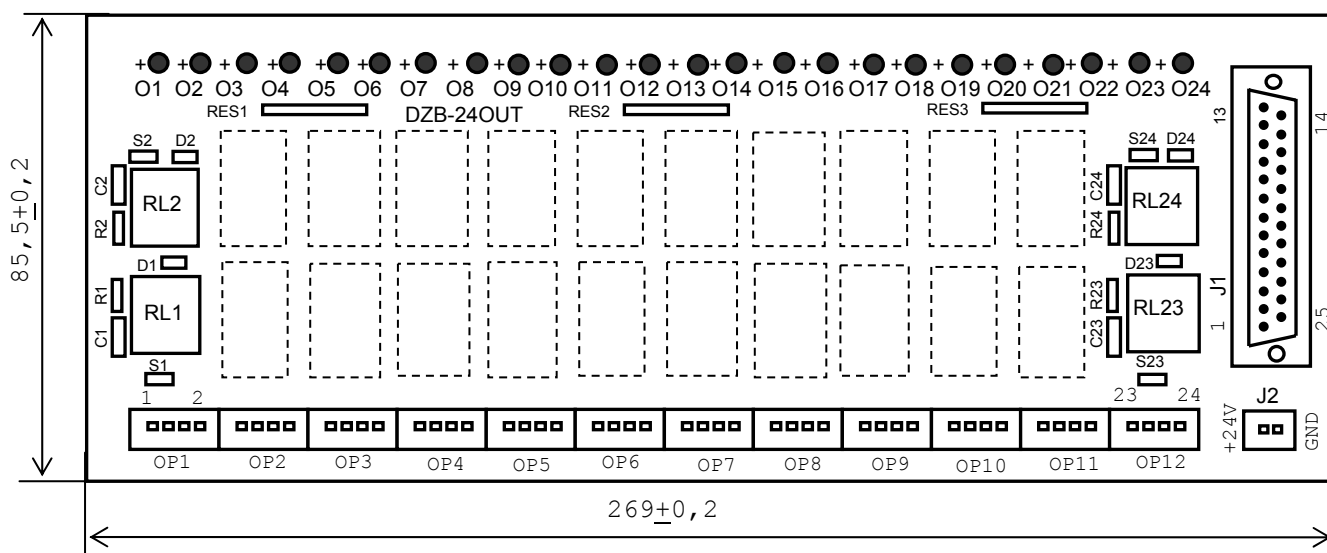 + + + + + + + + + + + + + + + + + + + + + + + +
O1 O2 O3 O4 O5 O6 O7 O8 O9 O10 O11 O12 O13 O14 O15 O16 O17 O18 O19 O20 O21 O22 O23 O24
RES1 DZB-24OUT RES2 RES3
13 14
S2 D2 S24 D24
C2 RL2 C24 RL24
R2 R24
D1 D23
R1 RL1 R23 RL23
C1 C23
J1
1 25
S1 S23
1 2 23 24
J2
+24V GND
OP1 OP2 OP3 OP4 OP5 OP6 OP7 OP8 OP9 OP10 OP11 OP12
85,5±0,2
269±0,2